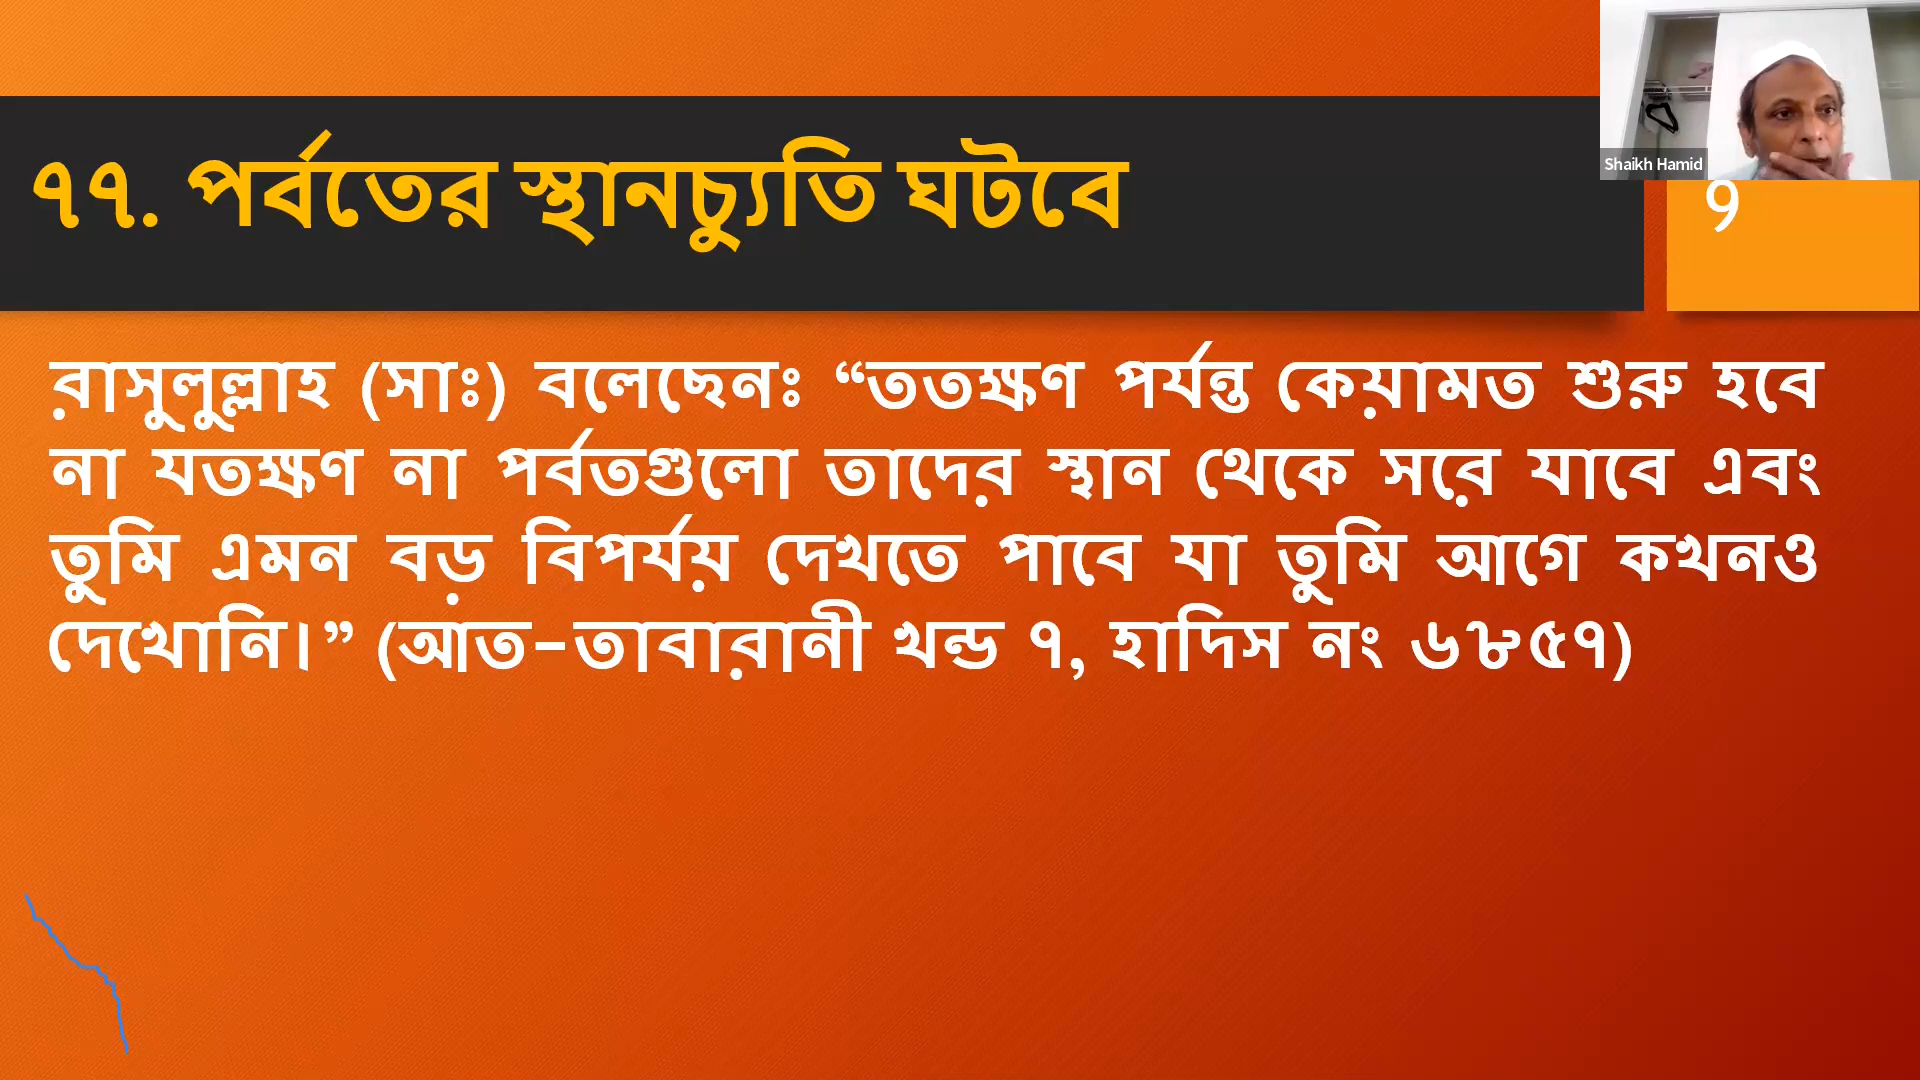 ৭৭. পর্বতের স্থানচ্যুতি ঘটবে
Shaikh Hamid
9
রাসুলুল্লাহ (সাঃ) বলেছেনঃ “ততক্ষণ পর্যন্ত কেয়ামত শুরু হবে
না যতক্ষণ না পর্বতগুলো তাদের স্থান থেকে সরে যাবে এবং
তুমি এমন বড় বিপর্যয় দেখতে পাবে যা তুমি আগে কখনও
দেখোনি।” (আত-তাবারানী খন্ড ৭, হাদিস নং ৬৮৫৭)